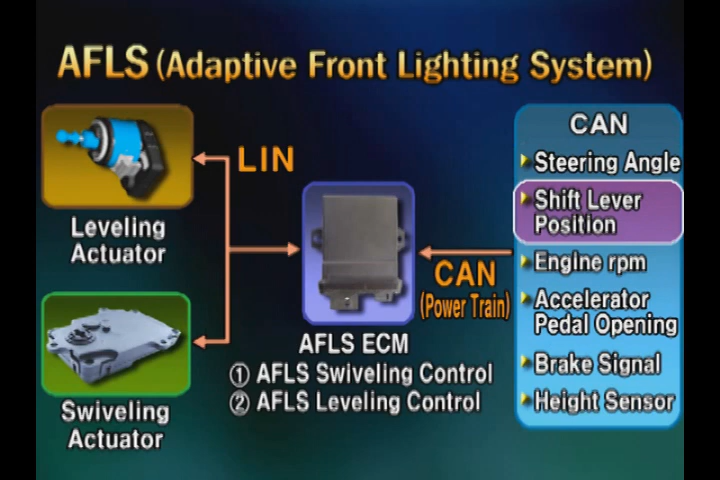 AFLS (Adaptive Front Lighting System)
LIN
Leveling
Actuator
Swiveling
Actuator
AFLS ECM
① AFLS Swiveling Control
② AFLS Leveling Control
CAN
(Power Train)
CAN
Steering Angle
Shift Lever
Position
Engine rpm
Accelerator
Pedal Opening
Brake Signal
Height Sensor